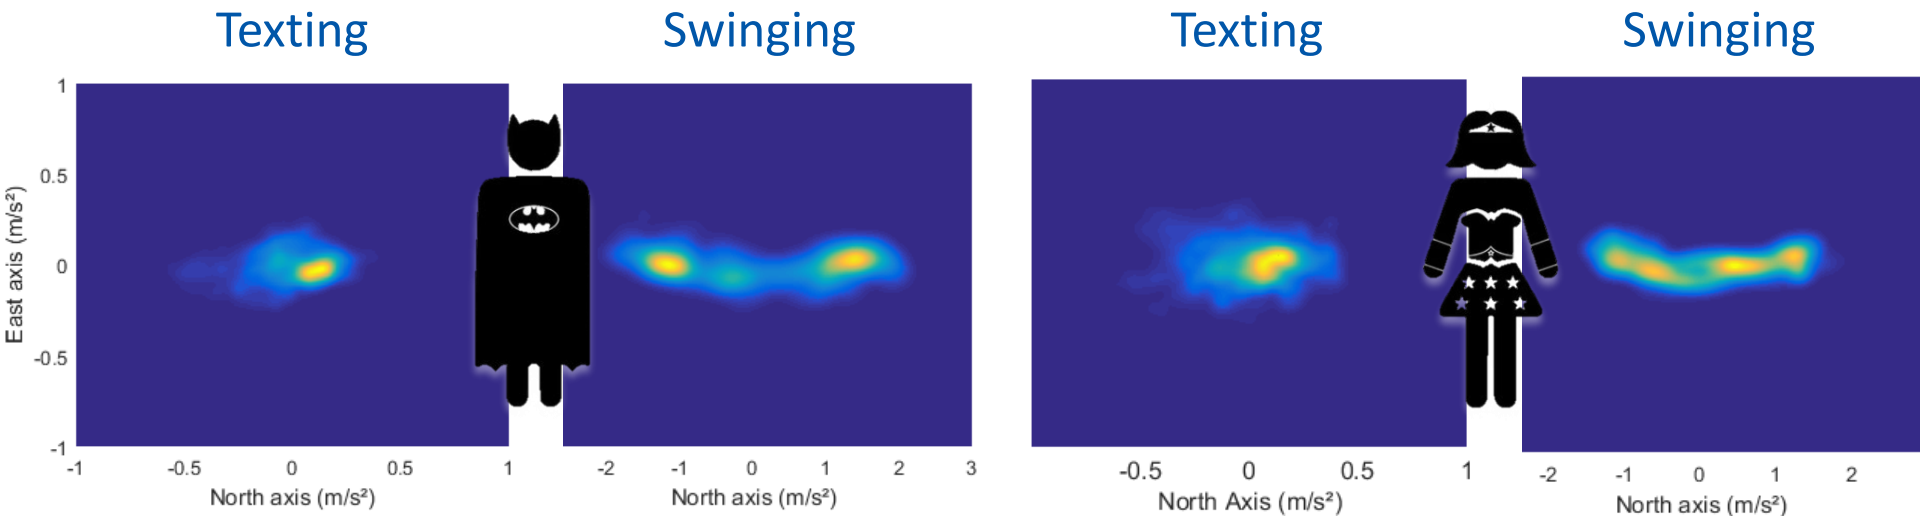 Texting Swinging Texting Swinging
1
0.5
0
-0.5
-1
East axis (m/s²)
-1 -0.5 0 0.5 1 -2 -1 0 1 2 3 -0.5 0 0.5 1 -2 -1 0 1 2
North axis (m/s²) North axis (m/s²) North Axis (m/s²) North axis (m/s²)